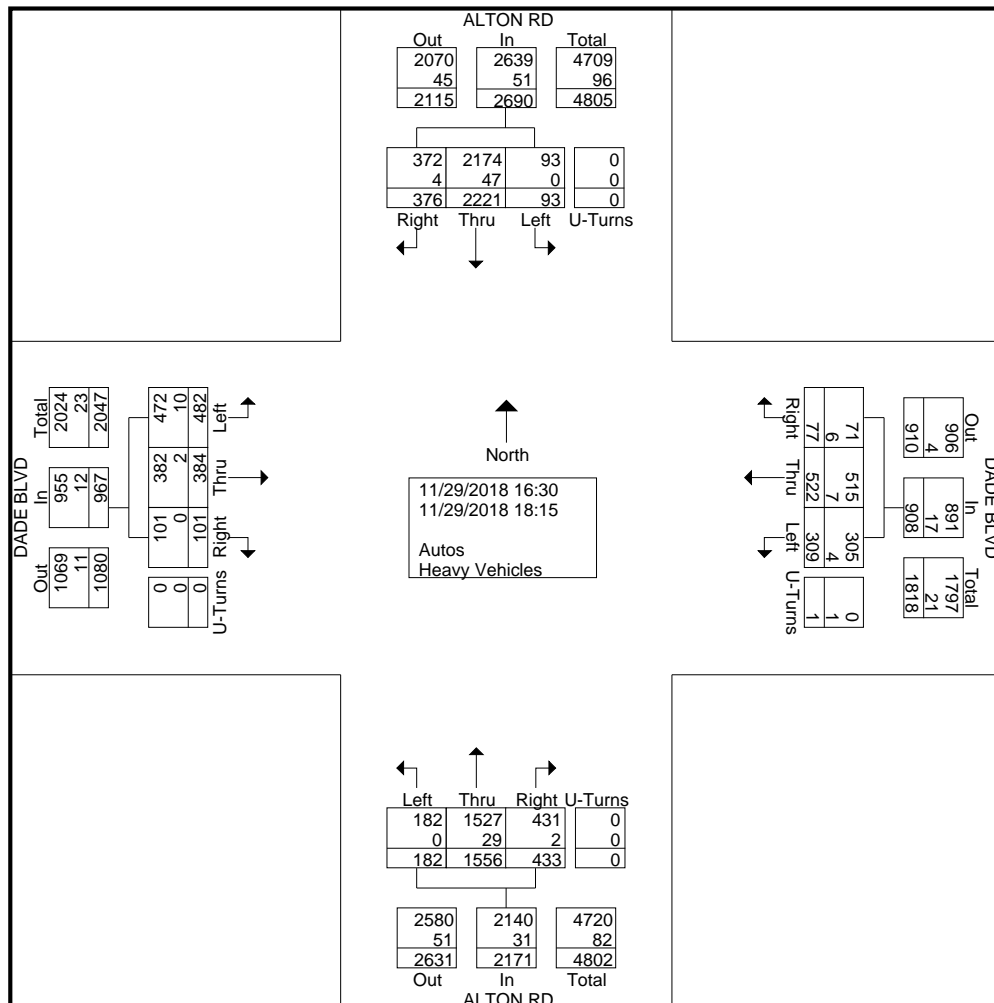 ALTON RD
Out In Total
2070 2639 4709
45 51 96
2115 2690 4805
372 2174 93 0
4 47 0 0
376 2221 93 0
Right Thru Left U-Turns
DADE BLVD
Total In Out
2024 955 1069
23 12 11
2047 967 1080
472 382 101 0
10 2 0 0
482 384 101 0
Left Thru Right U-Turns
North
11/29/2018 16:30
11/29/2018 18:15
Autos
Heavy Vehicles
Right Thru Left U-Turns
77 522 309 1
6 7 4 1
71 515 305 0
910 908 1818
4 17 21
906 891 1797
Out In Total
DADE BLVD
Left Thru Right U-Turns
182 1527 431 0
0 29 2 0
182 1556 433 0
2580 2140 4720
51 31 82
2631 2171 4802
Out In Total
ALTON RD